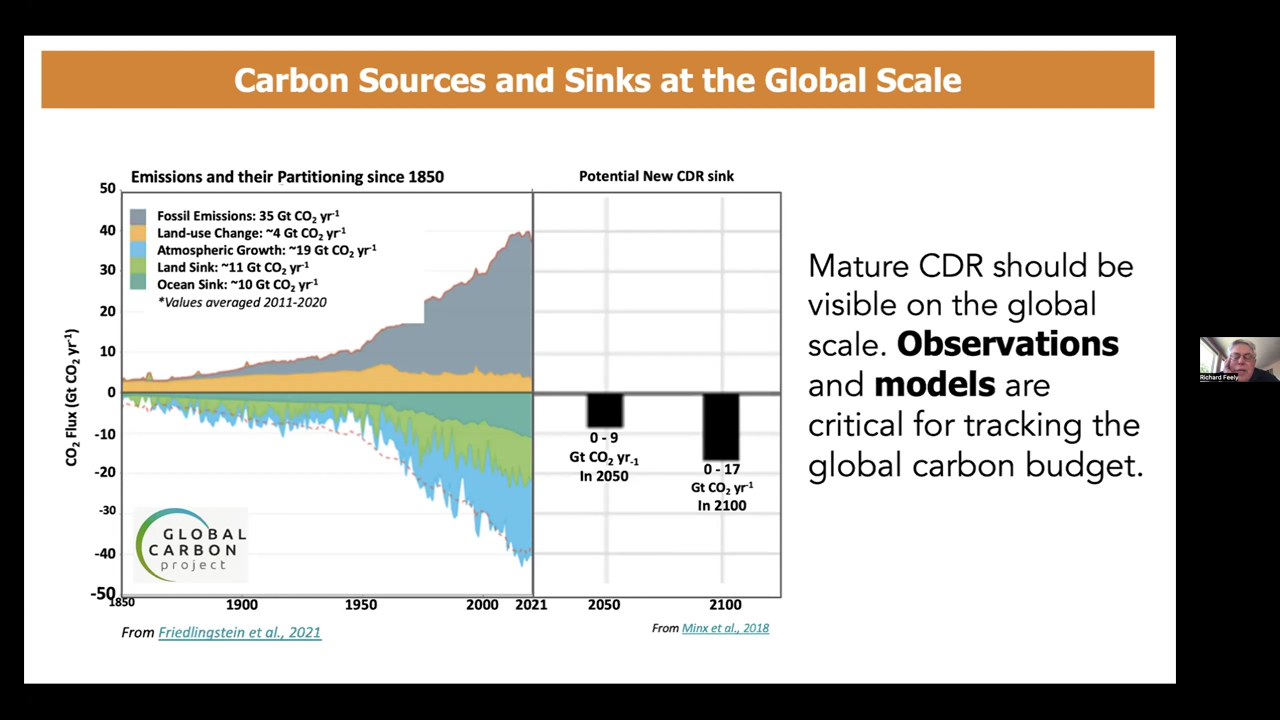 Carbon Sources and Sinks at the Global Scale
Emissions and their Partitioning since 1850
Fossil Emissions: 35 Gt CO₂ yr⁻¹
Land-use Change: ~4 Gt CO₂ yr⁻¹
Atmospheric Growth: ~19 Gt CO₂ yr⁻¹
Land Sink: ~11 Gt CO₂ yr⁻¹
Ocean Sink: ~10 Gt CO₂ yr⁻¹
*Values averaged 2011-2020
CO₂ Flux (Gt CO₂ yr⁻¹)
50
40
30
20
10
0
-10
-20
-30
-40
-50
1850
1900
1950
2000
2021
GLOBAL
CARBON
project
From Friedlingstein et al., 2021
Potential New CDR sink
0 - 9
Gt CO₂ yr₋₁
In 2050
0 - 17
Gt CO₂ yr⁻¹
In 2100
2050
2100
From Minx et al., 2018
Mature CDR should be
visible on the global
scale. Observations
and models are
critical for tracking the
global carbon budget.
Richard Feely